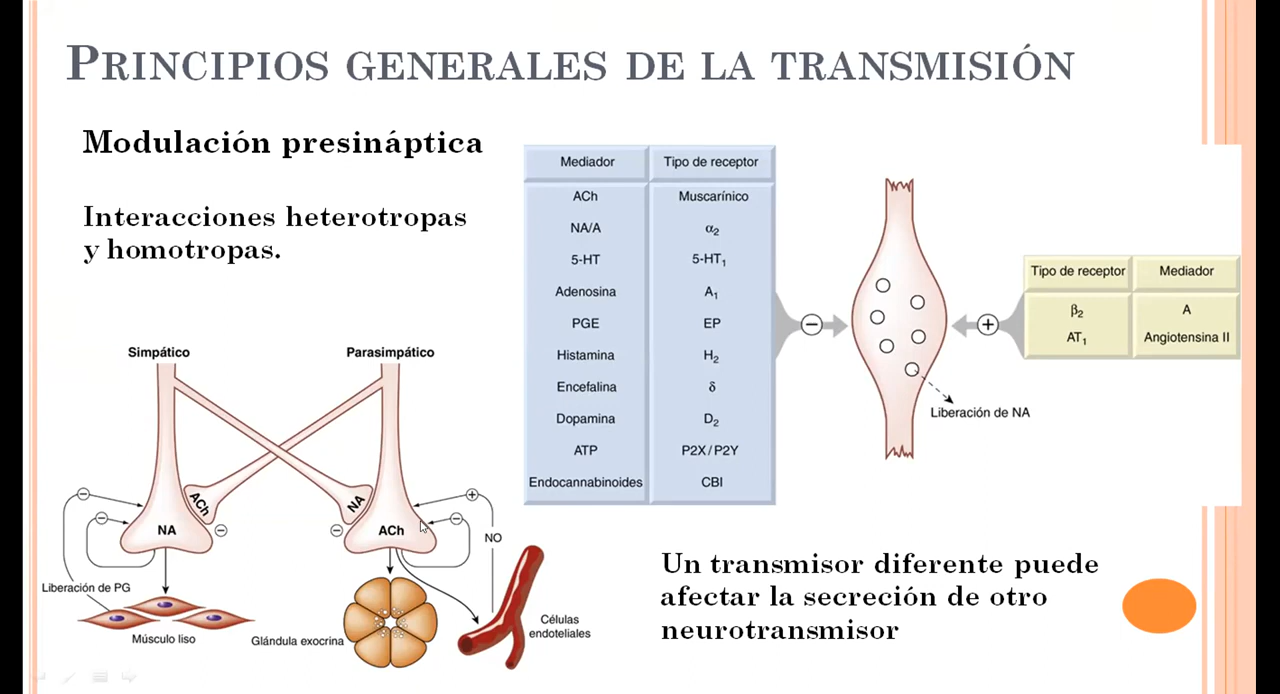 PRINCIPIOS GENERALES DE LA TRANSMISIÓN
Modulación presináptica
Interacciones heterotropas
y homotropas.
Mediador Tipo de receptor
ACh Muscarínico
NA/A α₂
5-HT 5-HT₁
Adenosina A₁
PGE EP
Histamina H₂
Encefalina δ
Dopamina D₂
ATP P2X/P2Y
Endocannabinoides CBI
−
+
Liberación de NA
Tipo de receptor Mediador
β₂ A
AT₁ Angiotensina II
Simpático
Parasimpático
−
−
ACh
NA
−
Liberación de PG
Músculo liso
NA
−
ACh
+
−
NO
Glándula exocrina
Células
endoteliales
Un transmisor diferente puede
afectar la secreción de otro
neurotransmisor